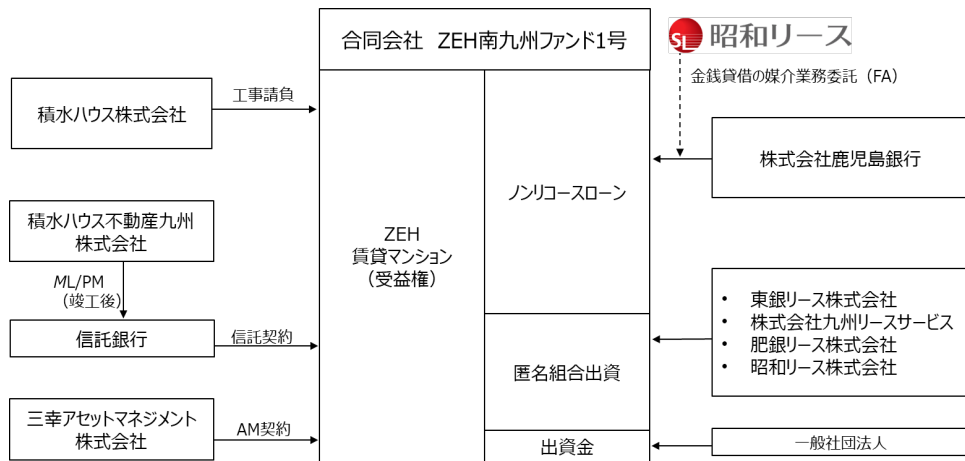 合同会社 ZEH南九州ファンド1号
SL 昭和リース
金銭貸借の媒介業務委託（FA）
積水ハウス株式会社
工事請負
株式会社鹿児島銀行
ノンリコースローン
積水ハウス不動産九州
株式会社
ML/PM
（竣工後）
信託銀行
信託契約
ZEH
賃貸マンション
（受益権）
• 東銀リース株式会社
• 株式会社九州リースサービス
• 肥銀リース株式会社
• 昭和リース株式会社
匿名組合出資
三幸アセットマネジメント
株式会社
AM契約
出資金
一般社団法人